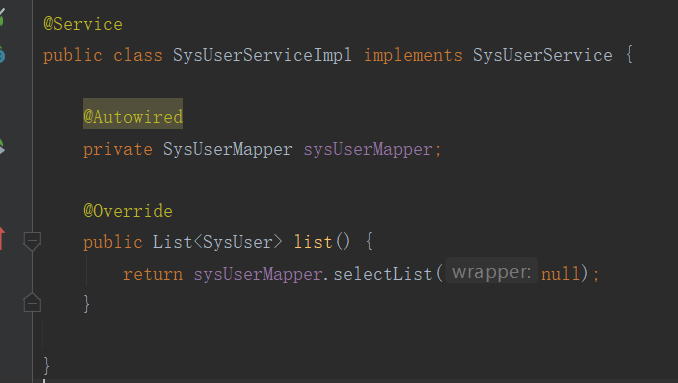 @Service
public class SysUserServiceImpl implements SysUserService {
@Autowired
private SysUserMapper sysUserMapper;
@Override
public List<SysUser> list() {
return sysUserMapper.selectList( wrapper: null);
}
}